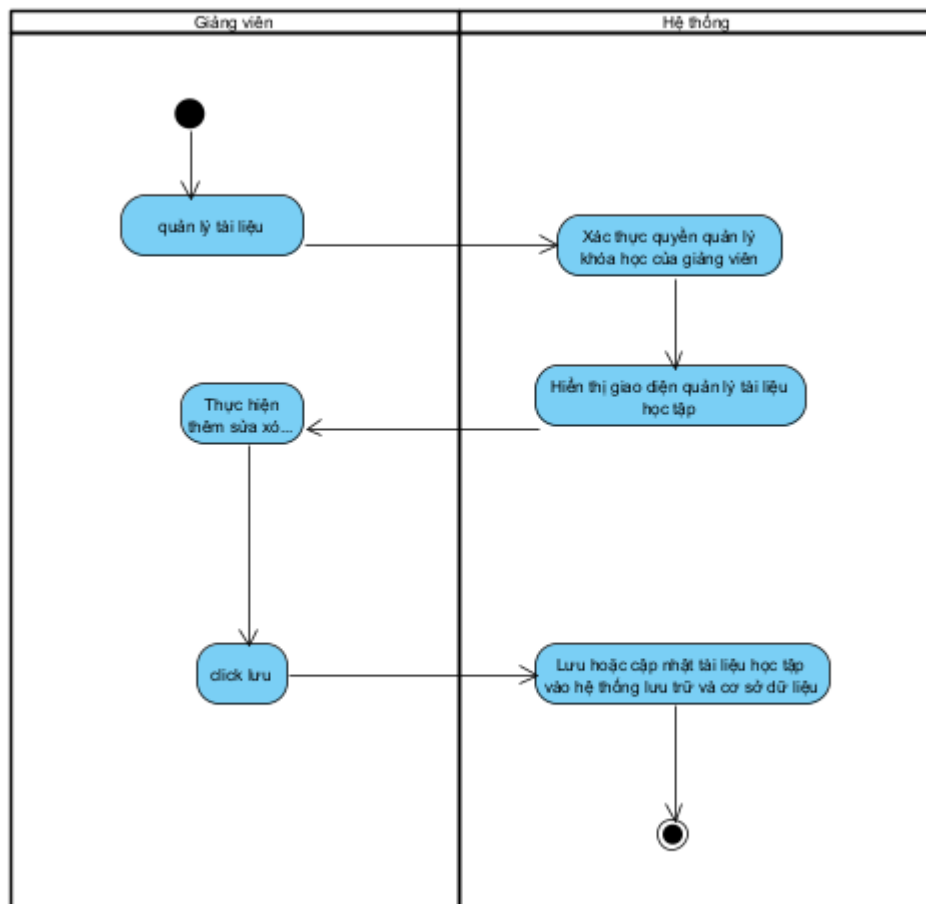 Giảng viên
Hệ thống
quản lý tài liệu
Xác thực quyền quản lý
khóa học của giảng viên
Hiển thị giao diện quản lý tài liệu
học tập
Thực hiện
thêm sửa xó...
click lưu
Lưu hoặc cập nhật tài liệu học tập
vào hệ thống lưu trữ và cơ sở dữ liệu